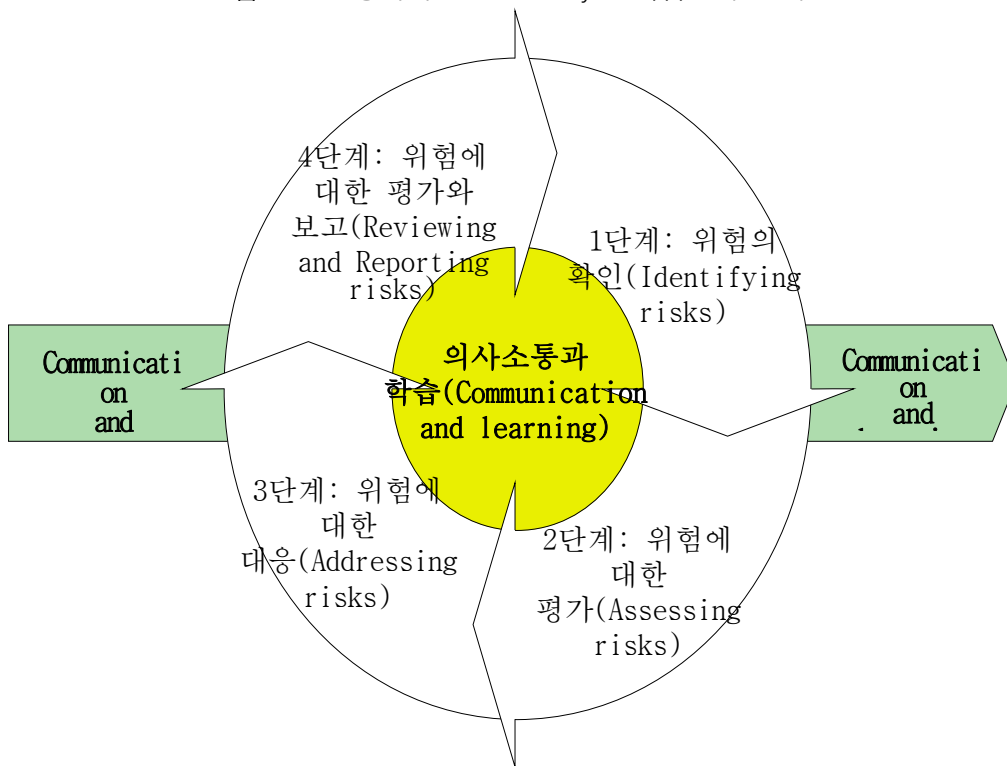 4단계: 위험에
대한 평가와
보고(Reviewing
and Reporting
risks)
1단계: 위험의
확인(Identifying
risks)
Communicati
on
and
의사소통과
학습(Communication
and learning)
Communicati
on
and
3단계: 위험에
대한
대응(Addressing
risks)
2단계: 위험에
대한
평가(Assessing
risks)